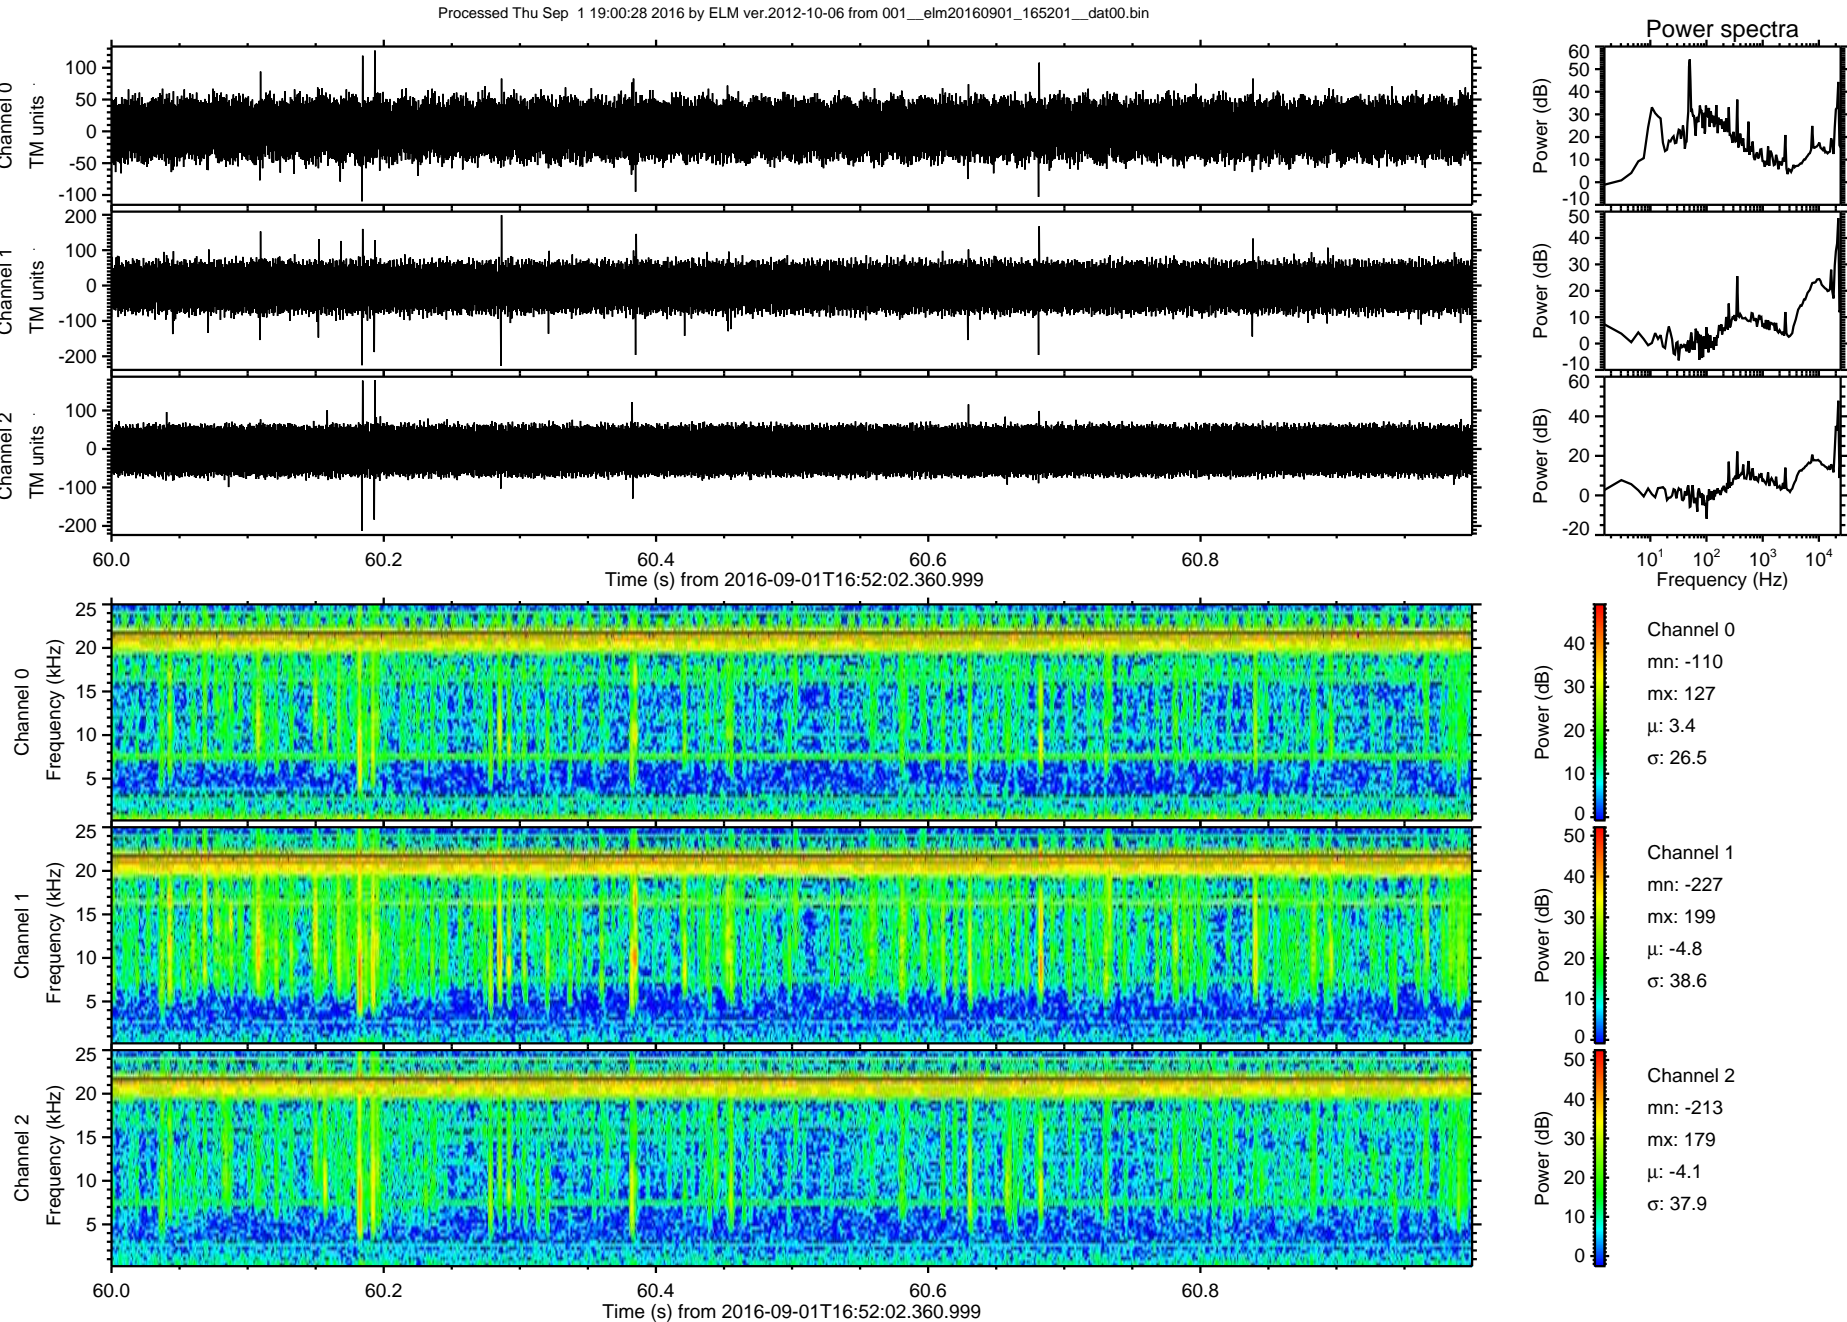 Processed Thu Sep  1 19:00:28 2016 by ELM ver.2012-10-06 from 001__elm20160901_165201__dat00.bin
Power spectra
Channel 0
TM units
100
50
0
-50
-100
Power (dB)
60
50
40
30
20
10
0
-10
Channel 1
TM units
200
100
0
-100
-200
Power (dB)
50
40
30
20
10
0
-10
Channel 2
TM units
100
0
-100
-200
Power (dB)
60
40
20
0
-20
60.0 60.2 60.4 60.6 60.8
Time (s) from 2016-09-01T16:52:02.360.999
10^1 10^2 10^3 10^4
Frequency (Hz)
Channel 0
Frequency (kHz)
25
20
15
10
5
Power (dB)
40
30
20
10
0
Channel 0
mn: -110
mx: 127
μ: 3.4
σ: 26.5
Channel 1
Frequency (kHz)
25
20
15
10
5
Power (dB)
50
40
30
20
10
0
Channel 1
mn: -227
mx: 199
μ: -4.8
σ: 38.6
Channel 2
Frequency (kHz)
25
20
15
10
5
Power (dB)
50
40
30
20
10
0
Channel 2
mn: -213
mx: 179
μ: -4.1
σ: 37.9
60.0 60.2 60.4 60.6 60.8
Time (s) from 2016-09-01T16:52:02.360.999